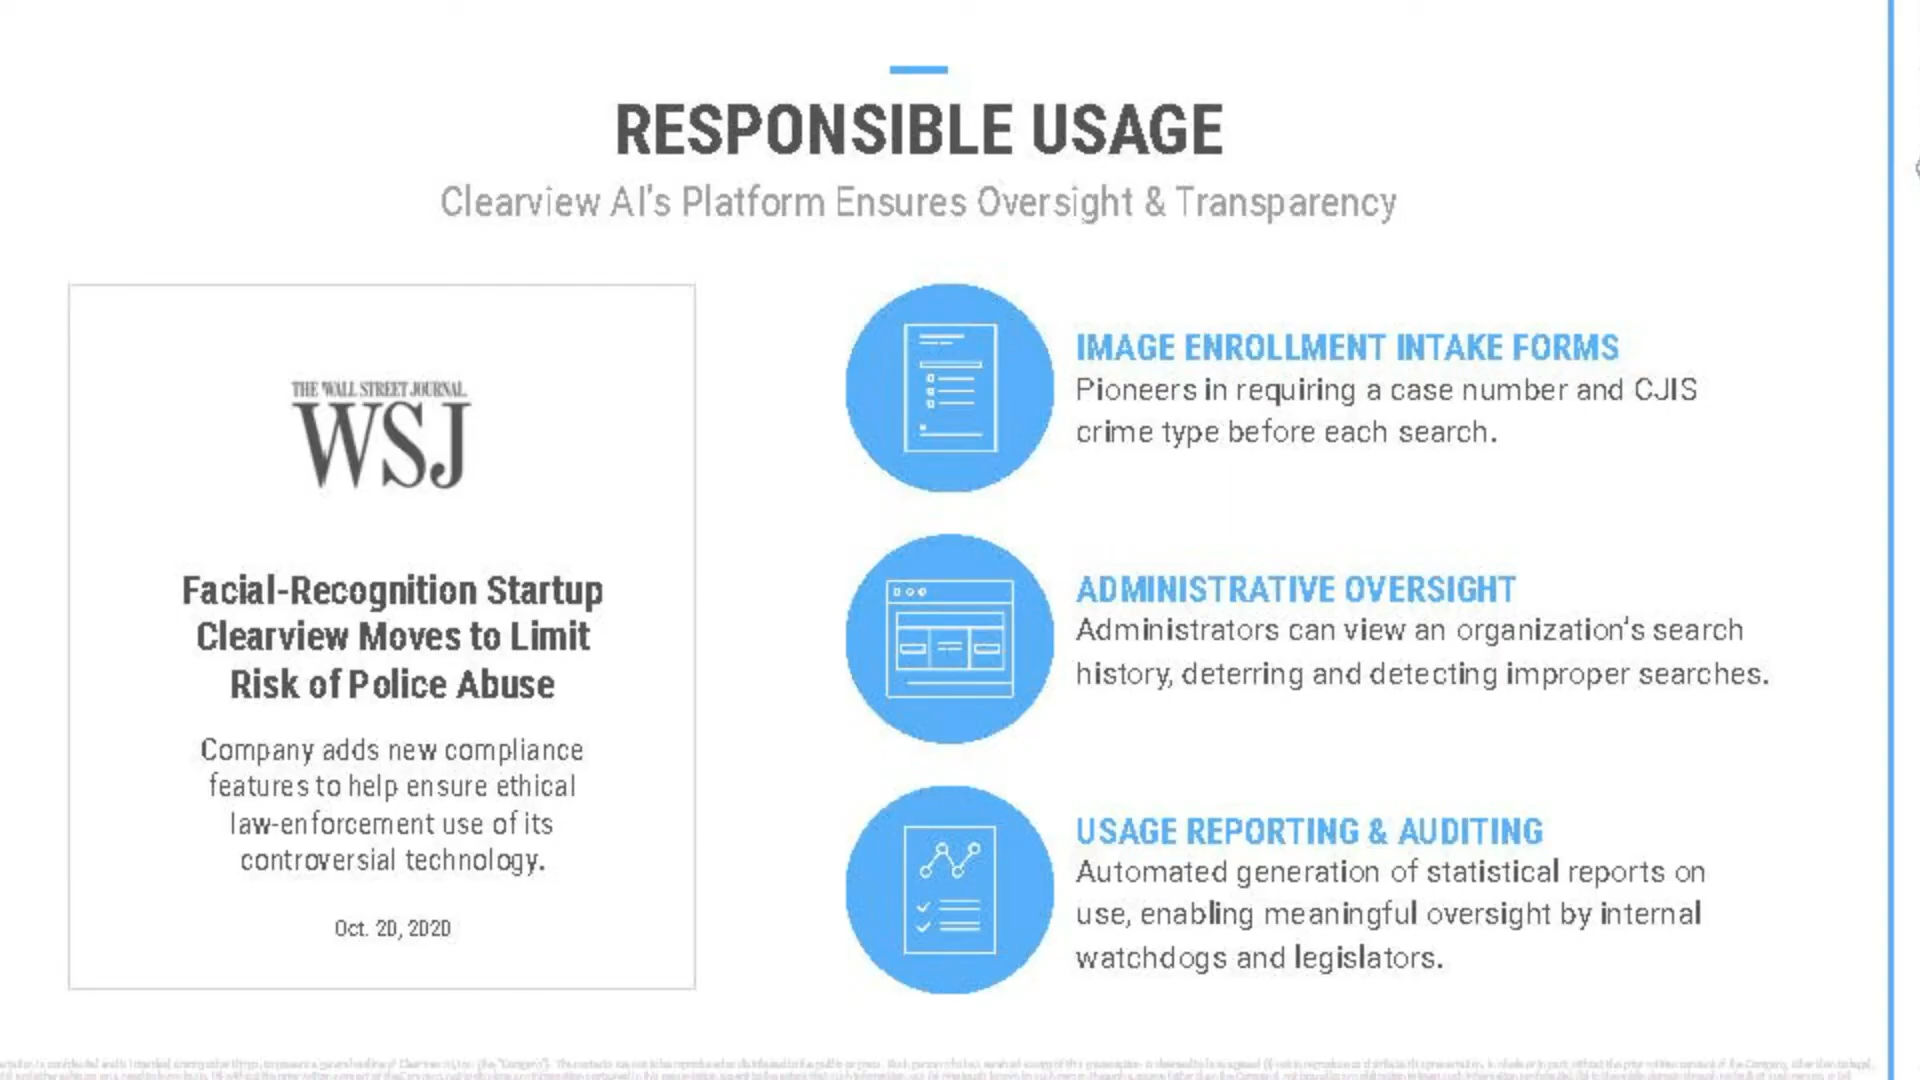 RESPONSIBLE USAGE
Clearview AI's Platform Ensures Oversight & Transparency
THE WALL STREET JOURNAL.
WSJ
Facial-Recognition Startup
Clearview Moves to Limit
Risk of Police Abuse
Company adds new compliance
features to help ensure ethical
law-enforcement use of its
controversial technology.
Oct. 20, 2020
IMAGE ENROLLMENT INTAKE FORMS
Pioneers in requiring a case number and CJIS
crime type before each search.
ADMINISTRATIVE OVERSIGHT
Administrators can view an organization's search
history, deterring and detecting improper searches.
USAGE REPORTING & AUDITING
Automated generation of statistical reports on
use, enabling meaningful oversight by internal
watchdogs and legislators.